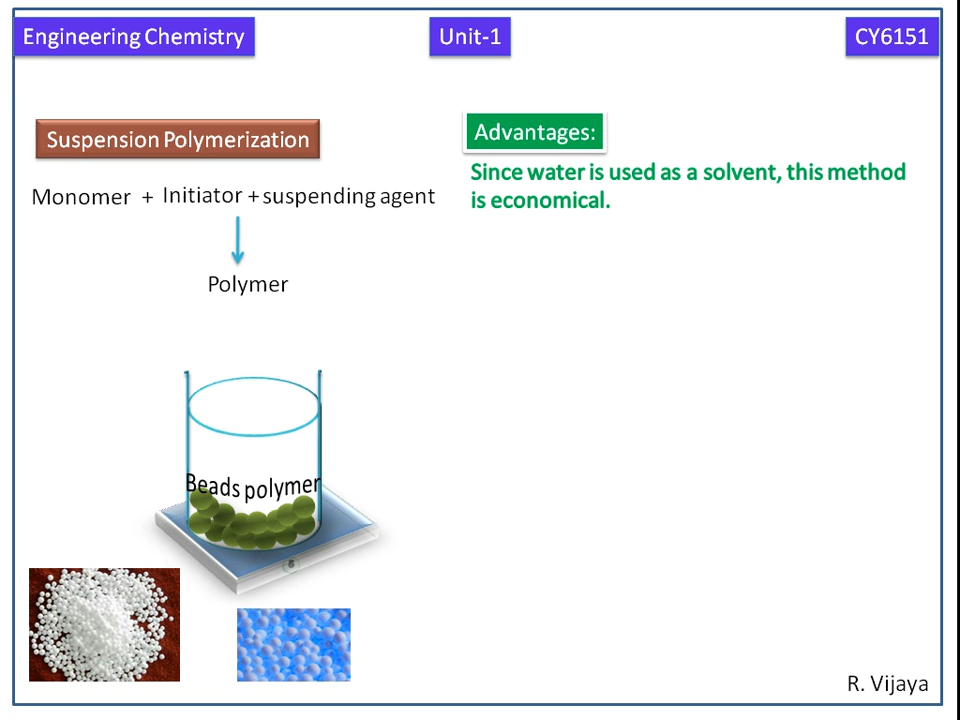 Engineering Chemistry
Unit-1
CY6151
Suspension Polymerization
Monomer + Initiator + suspending agent
Polymer
Advantages:
Since water is used as a solvent, this method
is economical.
Beads polymer
R. Vijaya